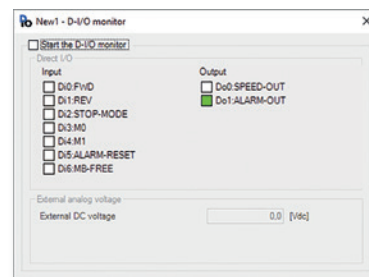 New1 - D-I/O monitor
Start the D-I/O monitor
Direct I/O
Input
Di0:FWD
Di1:REV
Di2:STOP-MODE
Di3:M0
Di4:M1
Di5:ALARM-RESET
Di6:MB-FREE
Output
Do0:SPEED-OUT
Do1:ALARM-OUT
External analog voltage
External DC voltage
0,0 [Vdc]